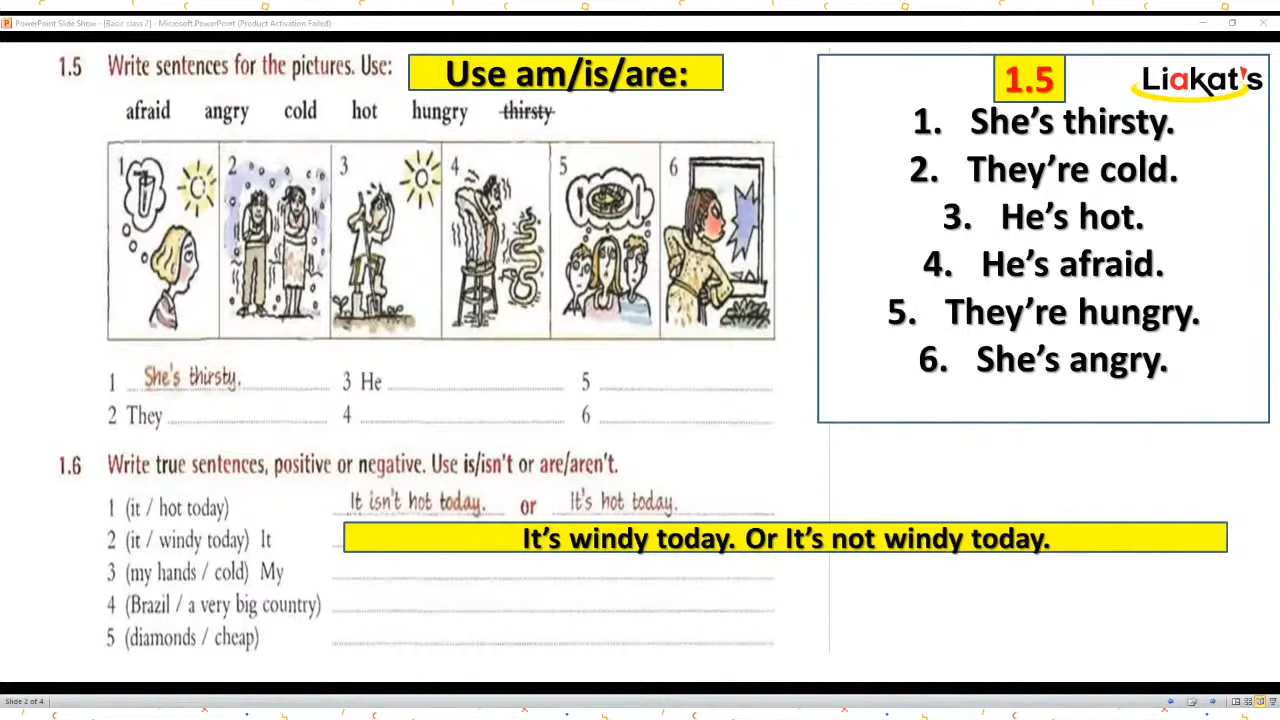 PowerPoint Slide Show - [Basic class 2] - Microsoft PowerPoint (Product Activation Failed)
1.5 Write sentences for the pictures. Use:
Use am/is/are:
afraid angry cold hot hungry thirsty
1 2 3 4 5 6
1 She's thirsty. 3 He 5
2 They 4 6
1.5
Liakat's
1. She's thirsty.
2. They're cold.
3. He's hot.
4. He's afraid.
5. They're hungry.
6. She's angry.
1.6 Write true sentences, positive or negative. Use is/isn't or are/aren't.
1 (it / hot today) It isn't hot today. or It's hot today.
2 (it / windy today) It
It's windy today. Or It's not windy today.
3 (my hands / cold) My
4 (Brazil / a very big country)
5 (diamonds / cheap)
Slide 2 of 4